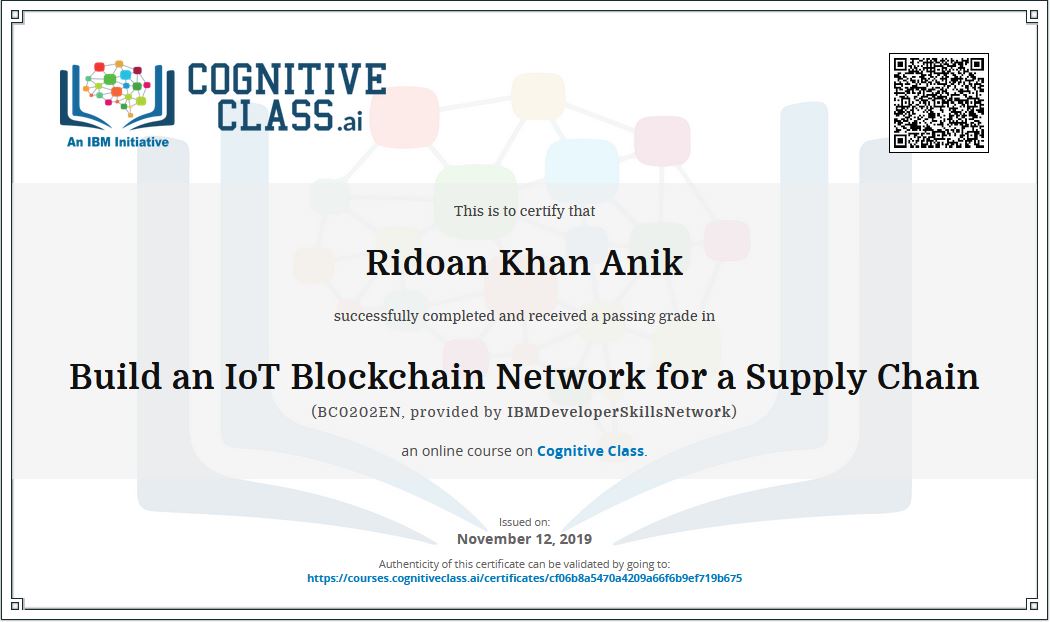 COGNITIVE
CLASS.ai
An IBM Initiative
This is to certify that
Ridoan Khan Anik
successfully completed and received a passing grade in
Build an IoT Blockchain Network for a Supply Chain
(BC0202EN, provided by IBMDeveloperSkillsNetwork)
an online course on Cognitive Class.
Issued on:
November 12, 2019
Authenticity of this certificate can be validated by going to:
https://courses.cognitiveclass.ai/certificates/cf06b8a5470a4209a66f6b9ef719b675